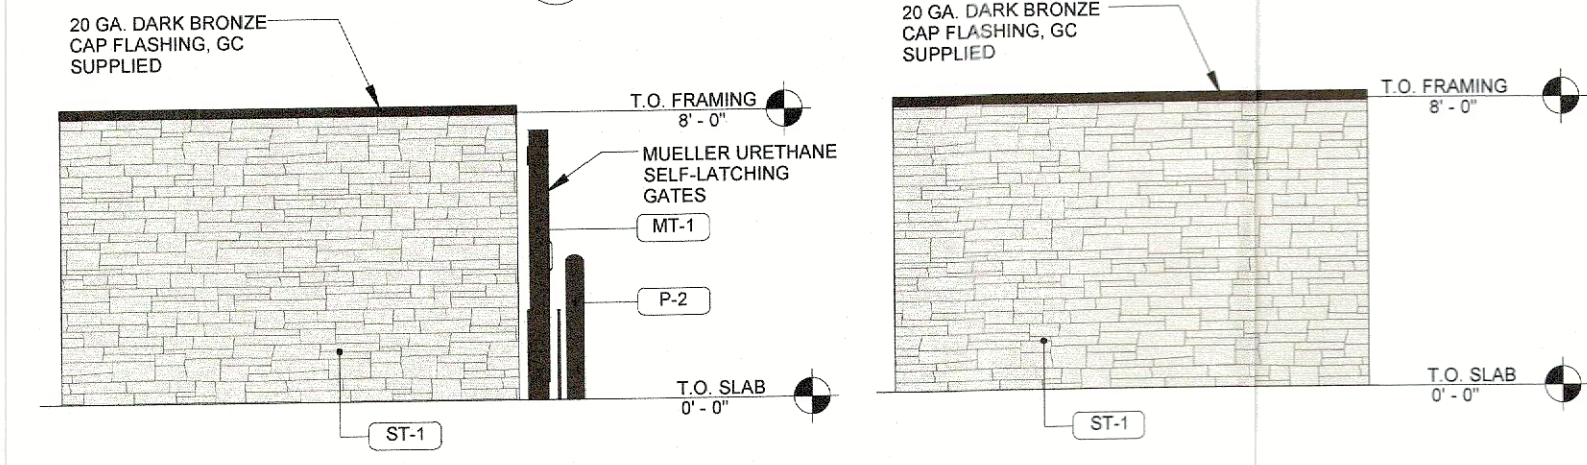 20 GA. DARK BRONZE
CAP FLASHING, GC
SUPPLIED
T.O. FRAMING
8' - 0"
MUELLER URETHANE
SELF-LATCHING
GATES
MT-1
P-2
T.O. SLAB
0' - 0"
ST-1
20 GA. DARK BRONZE
CAP FLASHING, GC
SUPPLIED
T.O. FRAMING
8' - 0"
T.O. SLAB
0' - 0"
ST-1